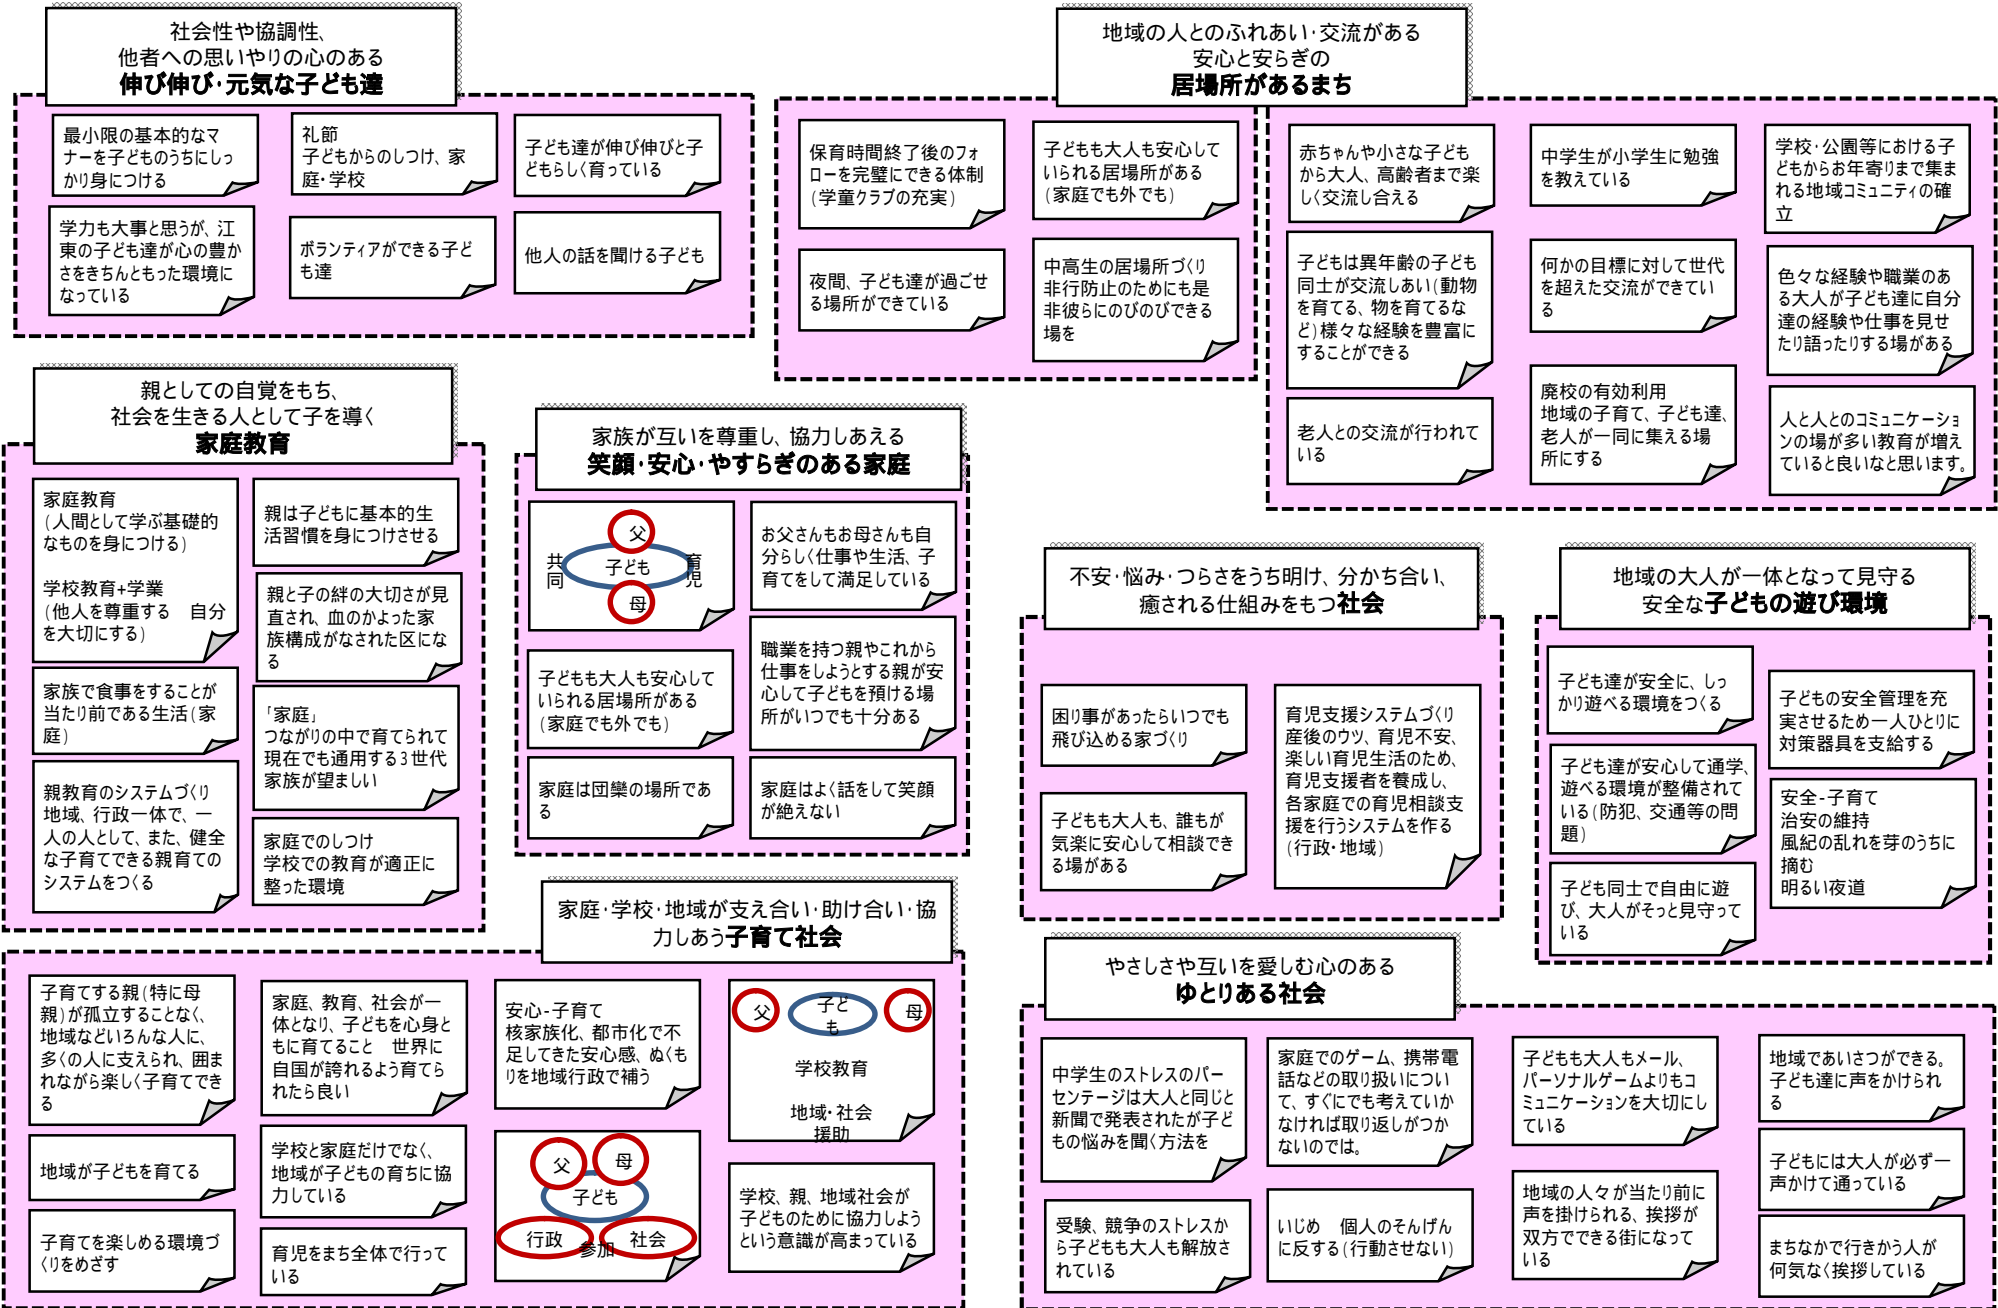 社会性や協調性、
他者への思いやりの心のある
伸び伸び・元気な子ども達
最小限の基本的なマ
ナーを子どものうちにしっ
かり身につける
礼節
子どもからのしつけ、家
庭・学校
子ども達が伸び伸びと子
どもらしく育っている
学力も大事と思うが、江
東の子ども達が心の豊か
さをきちんともった環境に
なっている
ボランティアができる子ど
も達
他人の話を聞ける子ども
地域の人とのふれあい・交流がある
安心と安らぎの
居場所があるまち
保育時間終了後のフォ
ローを完璧にできる体制
(学童クラブの充実)
子どもも大人も安心して
いられる居場所がある
(家庭でも外でも)
夜間、子ども達が過ごせ
る場所ができている
中高生の居場所づくり
非行防止のためにも是
非彼らにのびのびできる
場を
赤ちゃんや小さな子ども
から大人、高齢者まで楽
しく交流し合える
中学生が小学生に勉強
を教えている
学校・公園等における子
どもからお年寄りまで集ま
れる地域コミュニティの確
立
子どもは異年齢の子ども
同士が交流しあい(動物
を育てる、物を育てるな
ど)様々な経験を豊富に
することができる
何かの目標に対して世代
を超えた交流ができてい
る
色々な経験や職業のあ
る大人が子ども達に自分
達の経験や仕事を見せ
たり語ったりする場がある
老人との交流が行われて
いる
廃校の有効利用
地域の子育て、子ども達、
老人が一同に集える場
所にする
人と人とのコミュニケーショ
ンの場が多い教育が増え
ていると良いなと思います。
親としての自覚をもち、
社会を生きる人として子を導く
家庭教育
家庭教育
(人間として学ぶ基礎的
なものを身につける)
学校教育+学業
(他人を尊重する　自分
を大切にする)
親は子どもに基本的生
活習慣を身につけさせる
親と子の絆の大切さが見
直され、血のかよった家
族構成がなされた区にな
る
家族で食事をすることが
当たり前である生活(家
庭)
「家庭」
つながりの中で育てられて
現在でも通用する3世代
家族が望ましい
親教育のシステムづくり
地域、行政一体で、一
人の人として、また、健全
な子育てできる親育ての
システムをつくる
家庭でのしつけ
学校での教育が適正に
整った環境
家族が互いを尊重し、協力しあえる
笑顔・安心・やすらぎのある家庭
父
共同
子ども
育児
母
お父さんもお母さんも自
分らしく仕事や生活、子
育てをして満足している
子どもも大人も安心して
いられる居場所がある
(家庭でも外でも)
職業を持つ親やこれから
仕事をしようとする親が安
心して子どもを預ける場
所がいつでも十分ある
家庭は団欒の場所であ
る
家庭はよく話をして笑顔
が絶えない
不安・悩み・つらさをうち明け、分かち合い、
癒される仕組みをもつ社会
困り事があったらいつでも
飛び込める家づくり
子どもも大人も、誰もが
気楽に安心して相談でき
る場がある
育児支援システムづくり
産後のウツ、育児不安、
楽しい育児生活のため、
育児支援者を養成し、
各家庭での育児相談支
援を行うシステムを作る
(行政・地域)
地域の大人が一体となって見守る
安全な子どもの遊び環境
子ども達が安全に、しっ
かり遊べる環境をつくる
子どもの安全管理を充
実させるため一人ひとりに
対策器具を支給する
子ども達が安心して通学、
遊べる環境が整備されて
いる(防犯、交通等の問
題)
安全-子育て
治安の維持
風紀の乱れを芽のうちに
摘む
明るい夜道
子ども同士で自由に遊
び、大人がそっと見守って
いる
家庭・学校・地域が支え合い・助け合い・協
力しあう子育て社会
子育てする親(特に母
親)が孤立することなく、
地域などいろんな人に、
多くの人に支えられ、囲ま
れながら楽しく子育てでき
る
家庭、教育、社会が一
体となり、子どもを心身と
もに育てること　世界に
自国が誇れるよう育てら
れたら良い
安心-子育て
核家族化、都市化で不
足してきた安心感、ぬくも
りを地域行政で補う
父
子ど
も
母
学校教育
地域・社会
援助
地域が子どもを育てる
学校と家庭だけでなく、
地域が子どもの育ちに協
力している
父
母
子ども
行政
社会
参加
学校、親、地域社会が
子どものために協力しよう
という意識が高まっている
子育てを楽しめる環境づ
くりをめざす
育児をまち全体で行って
いる
やさしさや互いを愛しむ心のある
ゆとりある社会
中学生のストレスのパー
センテージは大人と同じと
新聞で発表されたが子ど
もの悩みを聞く方法を
家庭でのゲーム、携帯電
話などの取り扱いについ
て、すぐにでも考えていか
なければ取り返しがつか
ないのでは。
子どもも大人もメール、
パーソナルゲームよりもコ
ミュニケーションを大切にし
ている
地域であいさつができる。
子ども達に声をかけられ
る
子どもには大人が必ず一
声かけて通っている
受験、競争のストレスか
ら子どもも大人も解放さ
れている
いじめ　個人のそんげん
に反する(行動させない)
地域の人々が当たり前に
声を掛けられる、挨拶が
双方でできる街になって
いる
まちなかで行きかう人が
何気なく挨拶している